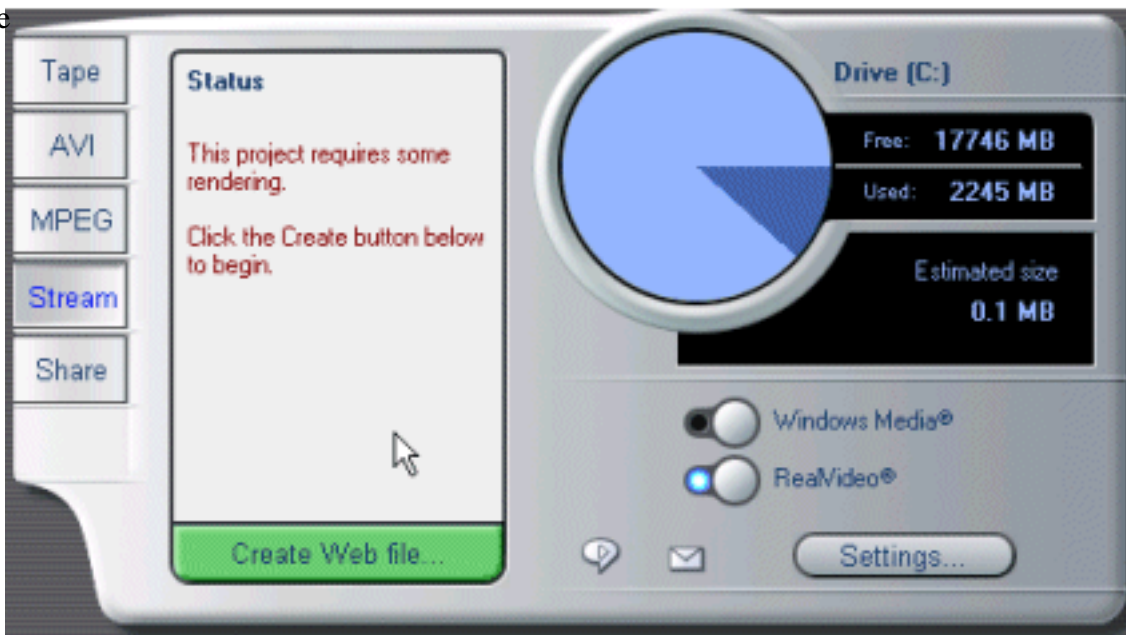 e
Tape
AVI
MPEG
Stream
Share
Status
This project requires some
rendering.
Click the Create button below
to begin.
Create Web file...
Drive (C:)
Free: 17746 MB
Used: 2245 MB
Estimated size
0.1 MB
Windows Media®
RealVideo®
Settings...